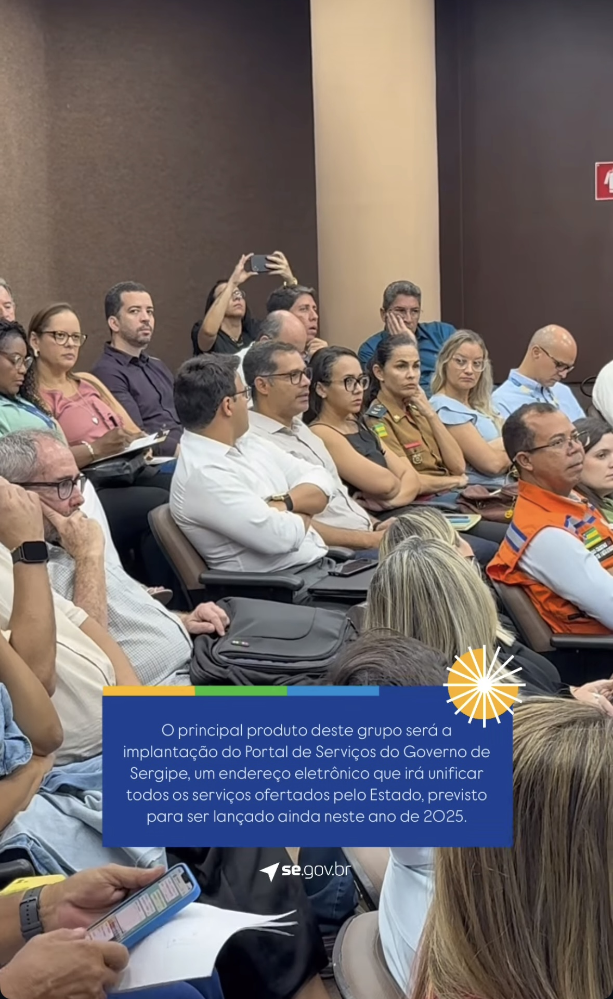 O principal produto deste grupo será a
implantação do Portal de Serviços do Governo de
Sergipe, um endereço eletrônico que irá unificar
todos os serviços ofertados pelo Estado, previsto
para ser lançado ainda neste ano de 2025.
se.gov.br